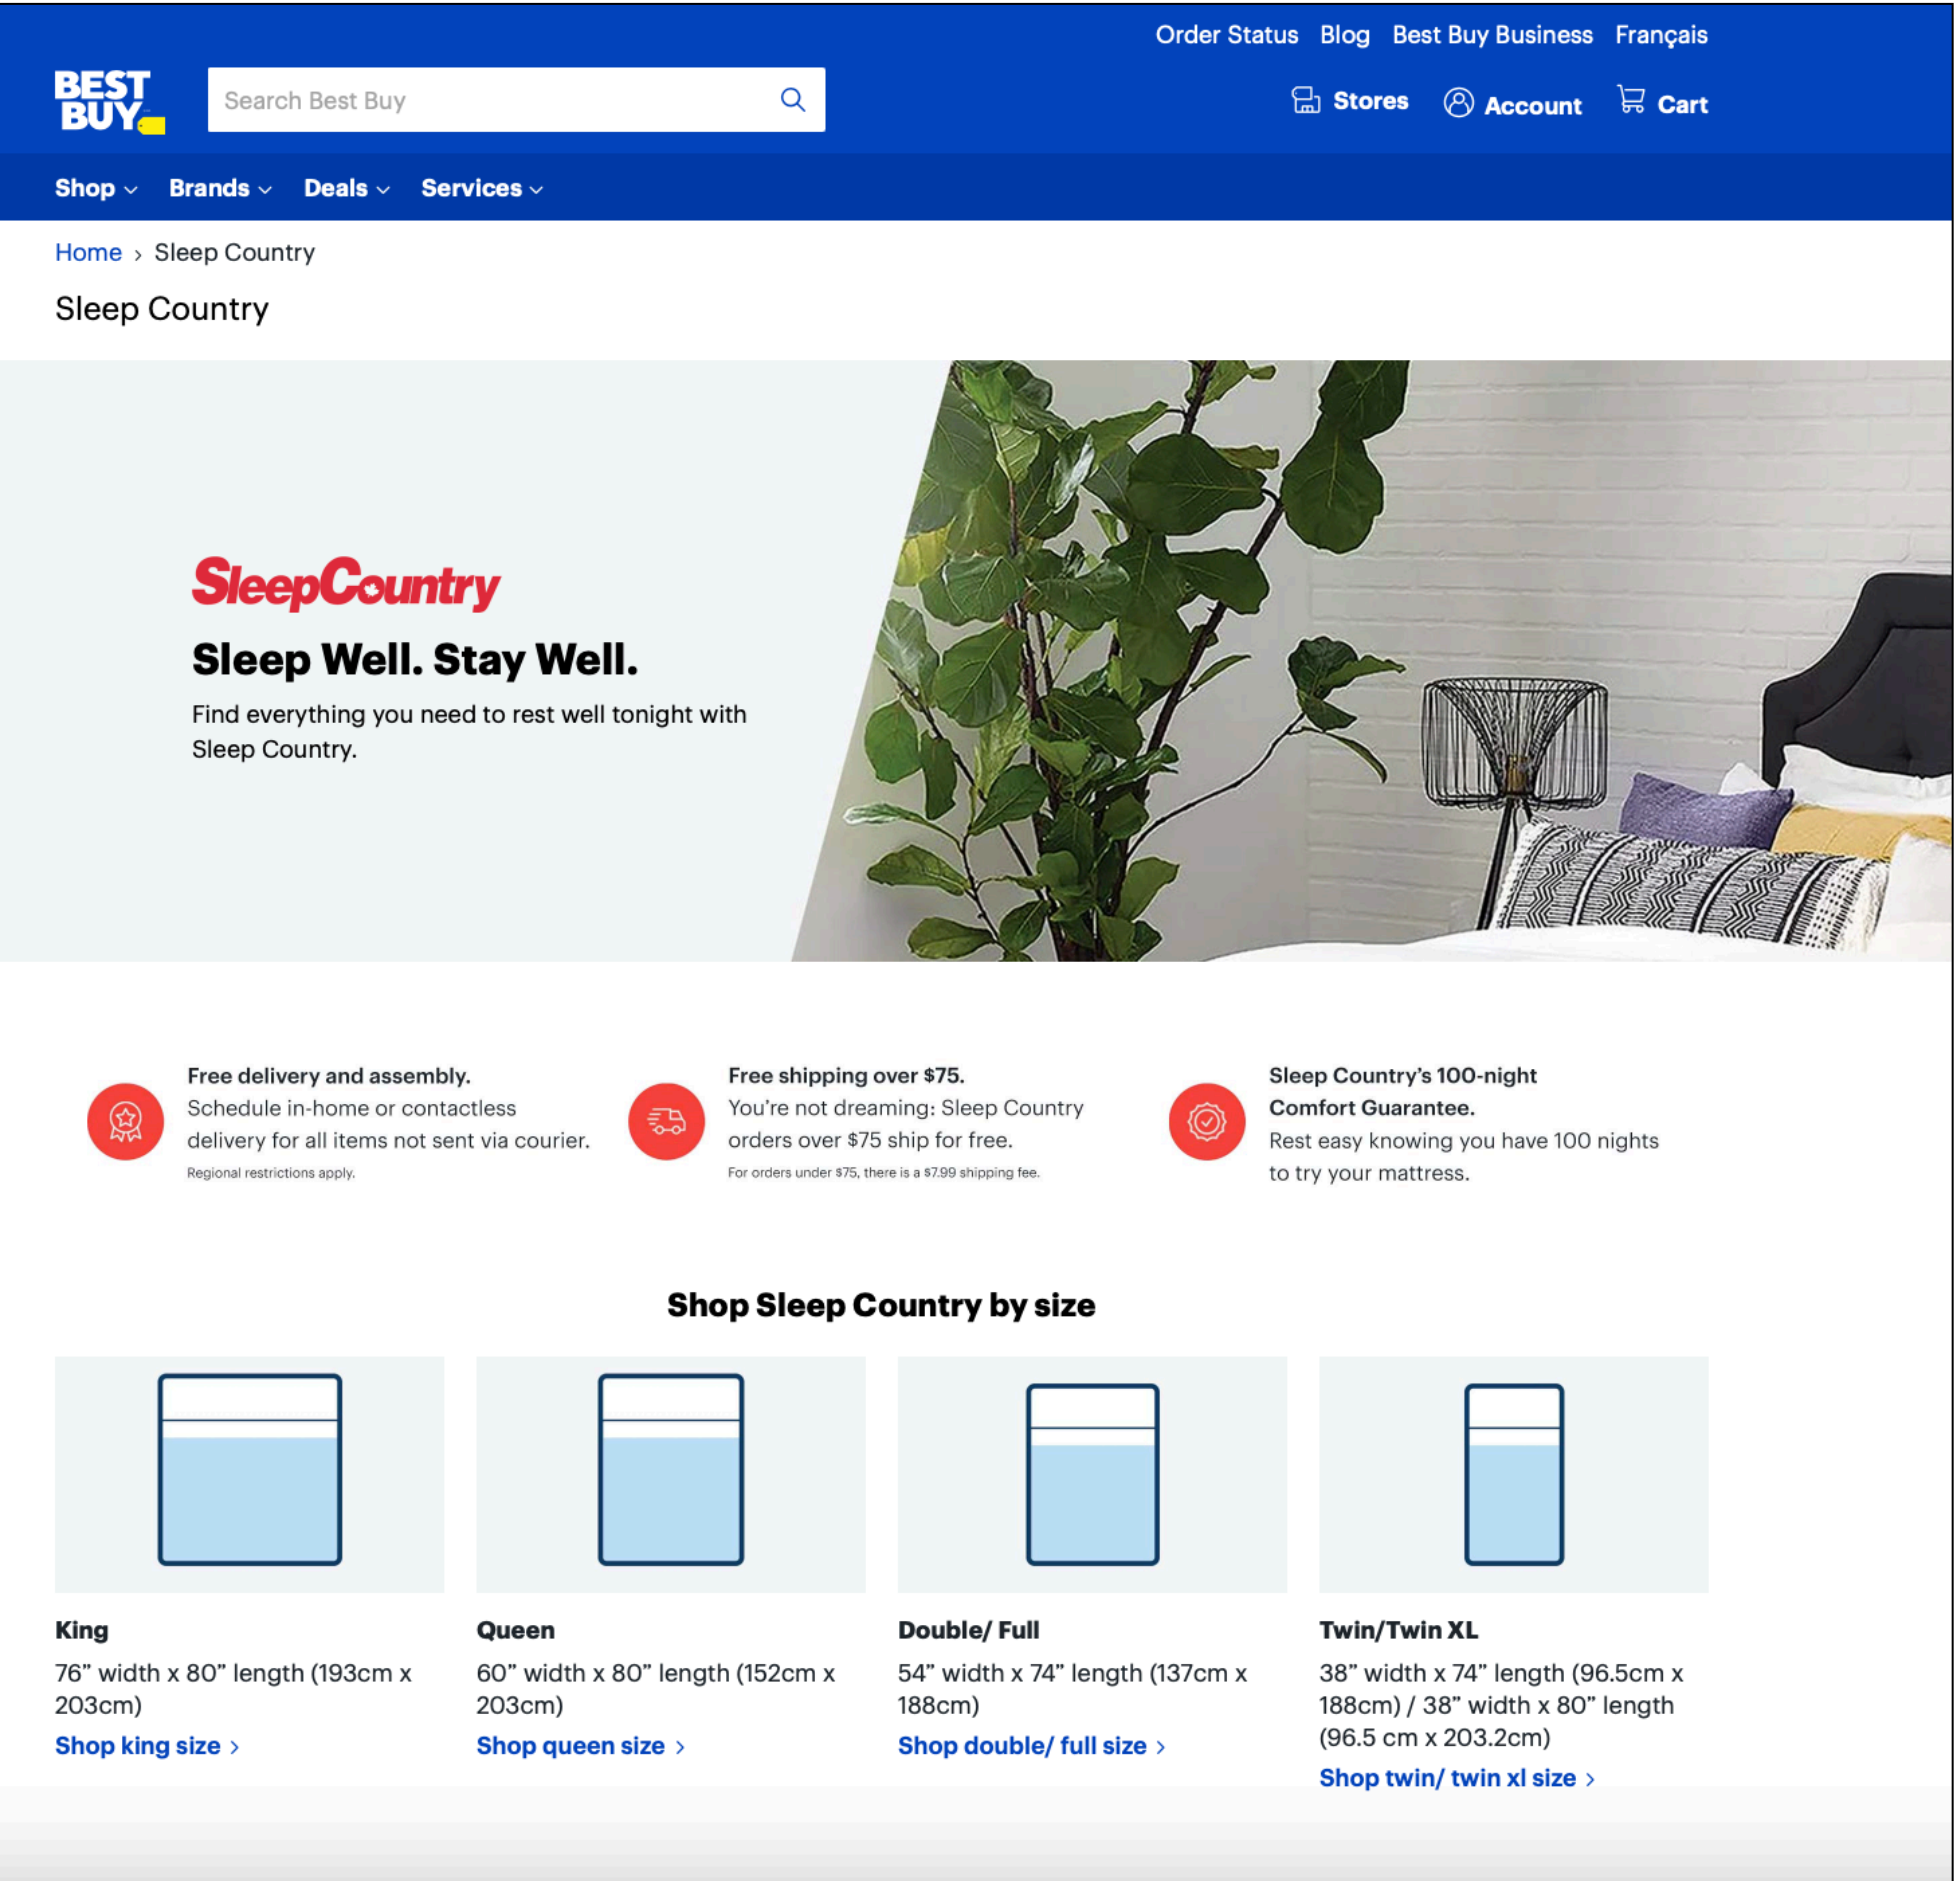 Order Status Blog Best Buy Business Français
BEST
BUY
Search Best Buy
Stores Account Cart
Shop Brands Deals Services
Home › Sleep Country
Sleep Country
SleepCountry
Sleep Well. Stay Well.
Find everything you need to rest well tonight with
Sleep Country.
Free delivery and assembly.
Schedule in-home or contactless
delivery for all items not sent via courier.
Regional restrictions apply.
Free shipping over $75.
You're not dreaming: Sleep Country
orders over $75 ship for free.
For orders under $75, there is a $7.99 shipping fee.
Sleep Country's 100-night
Comfort Guarantee.
Rest easy knowing you have 100 nights
to try your mattress.
Shop Sleep Country by size
King
76” width x 80” length (193cm x
203cm)
Shop king size ›
Queen
60” width x 80” length (152cm x
203cm)
Shop queen size ›
Double/ Full
54” width x 74” length (137cm x
188cm)
Shop double/ full size ›
Twin/Twin XL
38” width x 74” length (96.5cm x
188cm) / 38” width x 80” length
(96.5 cm x 203.2cm)
Shop twin/ twin xl size ›